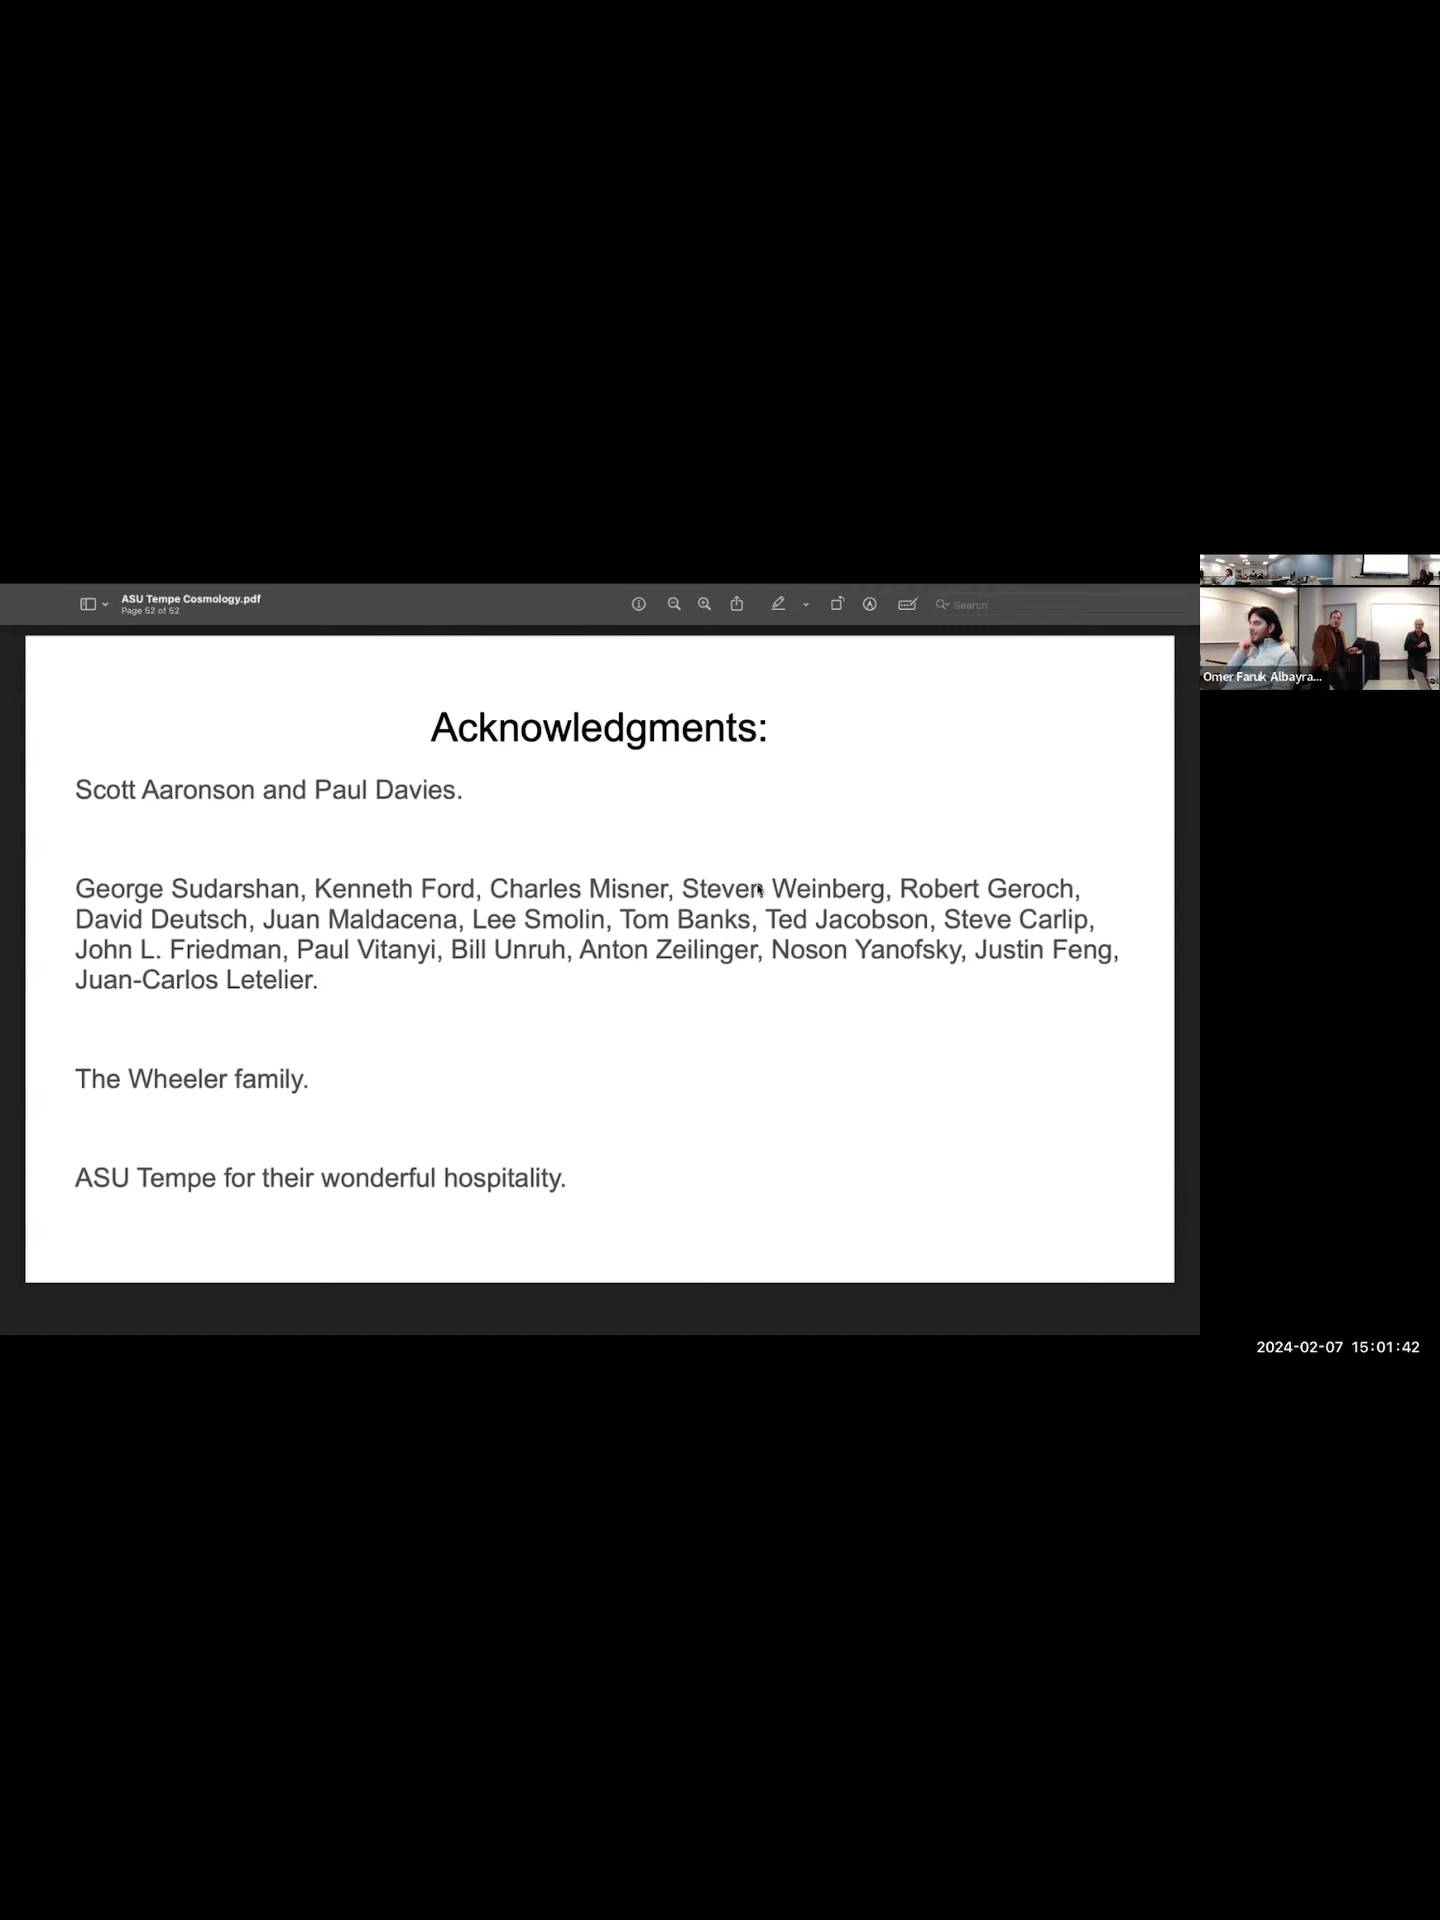 ASU Tempe Cosmology.pdf
Page 52 of 52
Search
Omer Faruk Albayra...
Acknowledgments:
Scott Aaronson and Paul Davies.
George Sudarshan, Kenneth Ford, Charles Misner, Steven Weinberg, Robert Geroch,
David Deutsch, Juan Maldacena, Lee Smolin, Tom Banks, Ted Jacobson, Steve Carlip,
John L. Friedman, Paul Vitanyi, Bill Unruh, Anton Zeilinger, Noson Yanofsky, Justin Feng,
Juan-Carlos Letelier.
The Wheeler family.
ASU Tempe for their wonderful hospitality.
2024-02-07 15:01:42